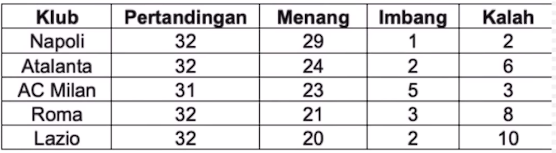 Klub Pertandingan Menang Imbang Kalah
Napoli 32 29 1 2
Atalanta 32 24 2 6
AC Milan 31 23 5 3
Roma 32 21 3 8
Lazio 32 20 2 10